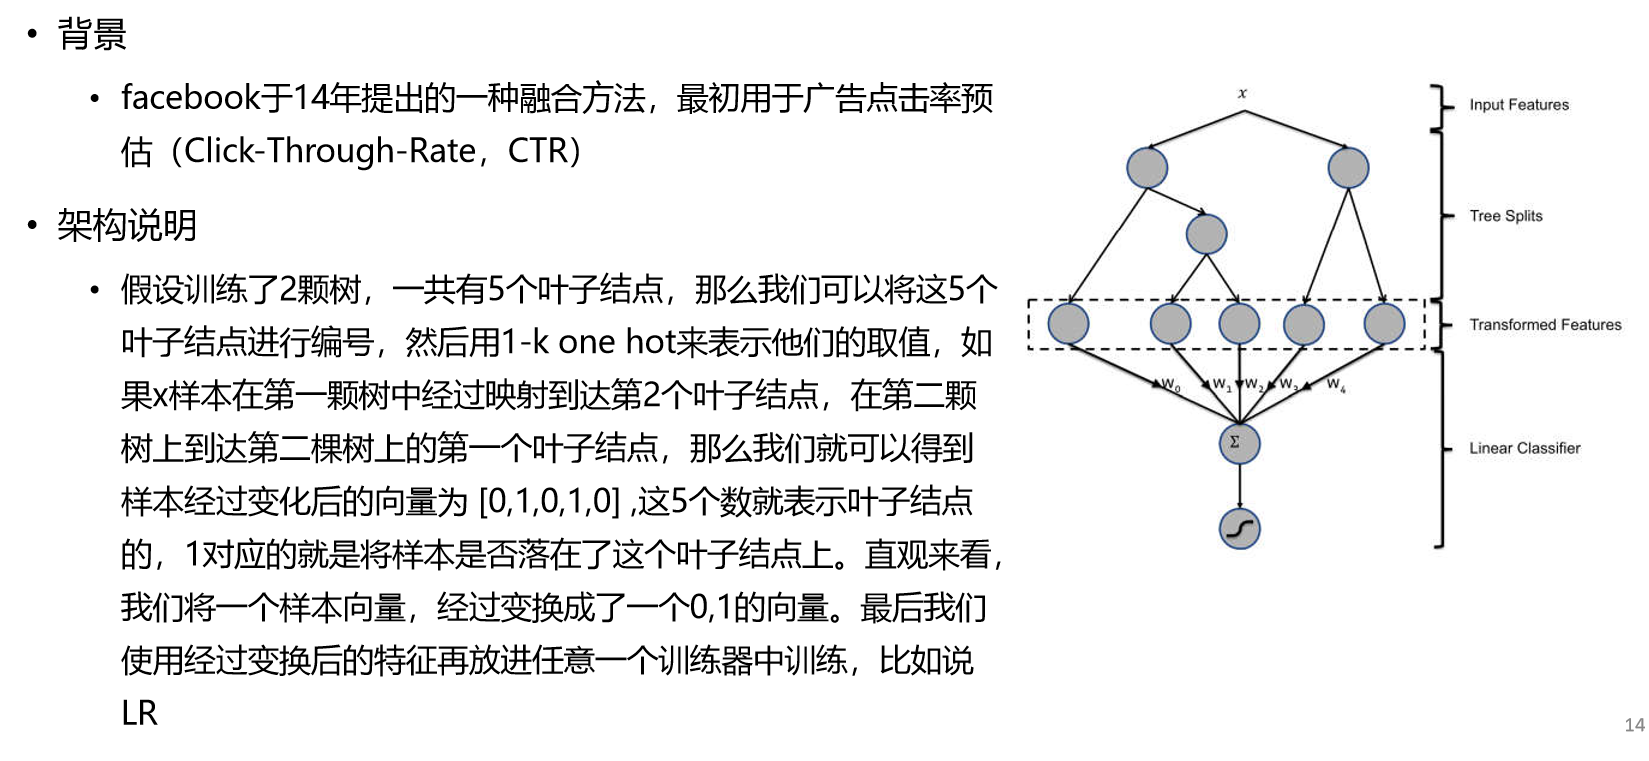 • 背景
• facebook于14年提出的一种融合方法，最初用于广告点击率预
估（Click-Through-Rate，CTR）
• 架构说明
• 假设训练了2颗树，一共有5个叶子结点，那么我们可以将这5个
叶子结点进行编号，然后用1-k one hot来表示他们的取值，如
果x样本在第一颗树中经过映射到达第2个叶子结点，在第二颗
树上到达第二棵树上的第一个叶子结点，那么我们就可以得到
样本经过变化后的向量为 [0,1,0,1,0] ,这5个数就表示叶子结点
的，1对应的就是将样本是否落在了这个叶子结点上。直观来看，
我们将一个样本向量，经过变换成了一个0,1的向量。最后我们
使用经过变换后的特征再放进任意一个训练器中训练，比如说
LR
x
Input Features
Tree Splits
Transformed Features
W0 W1 W2 W3 W4
Σ
Linear Classifier
14